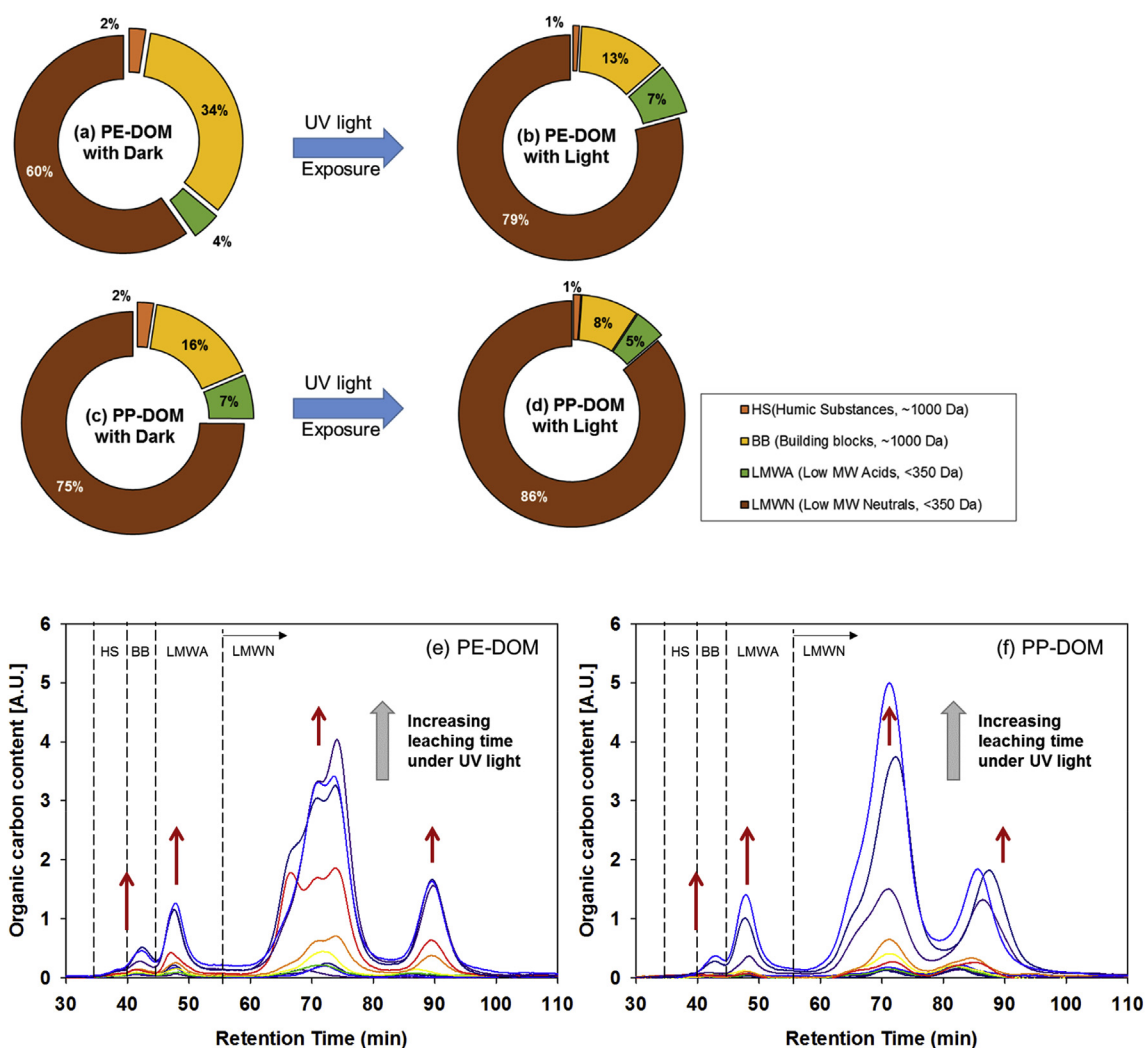 2%
34%
(a) PE-DOM
with Dark
60%
4%
UV light
Exposure
1%
13%
7%
(b) PE-DOM
with Light
79%
2%
16%
7%
(c) PP-DOM
with Dark
75%
UV light
Exposure
1%
8%
5%
(d) PP-DOM
with Light
86%
HS(Humic Substances, ~1000 Da)
BB (Building blocks, ~1000 Da)
LMWA (Low MW Acids, <350 Da)
LMWN (Low MW Neutrals, <350 Da)
Organic carbon content [A.U.]
6
5
4
3
2
1
0
HS
BB
LMWA
LMWN
(e) PE-DOM
Increasing
leaching time
under UV light
30 40 50 60 70 80 90 100 110
Retention Time (min)
Organic carbon content [A.U.]
6
5
4
3
2
1
0
HS
BB
LMWA
LMWN
(f) PP-DOM
Increasing
leaching time
under UV light
30 40 50 60 70 80 90 100 110
Retention Time (min)